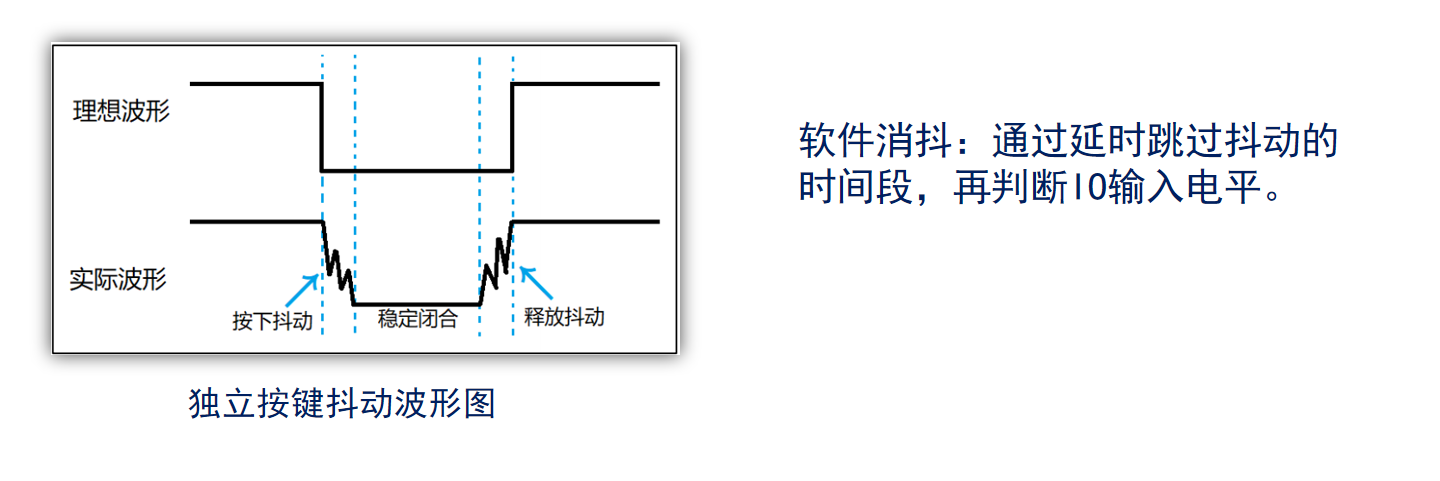 理想波形
实际波形
按下抖动
稳定闭合
释放抖动
独立按键抖动波形图
软件消抖：通过延时跳过抖动的
时间段，再判断IO输入电平。